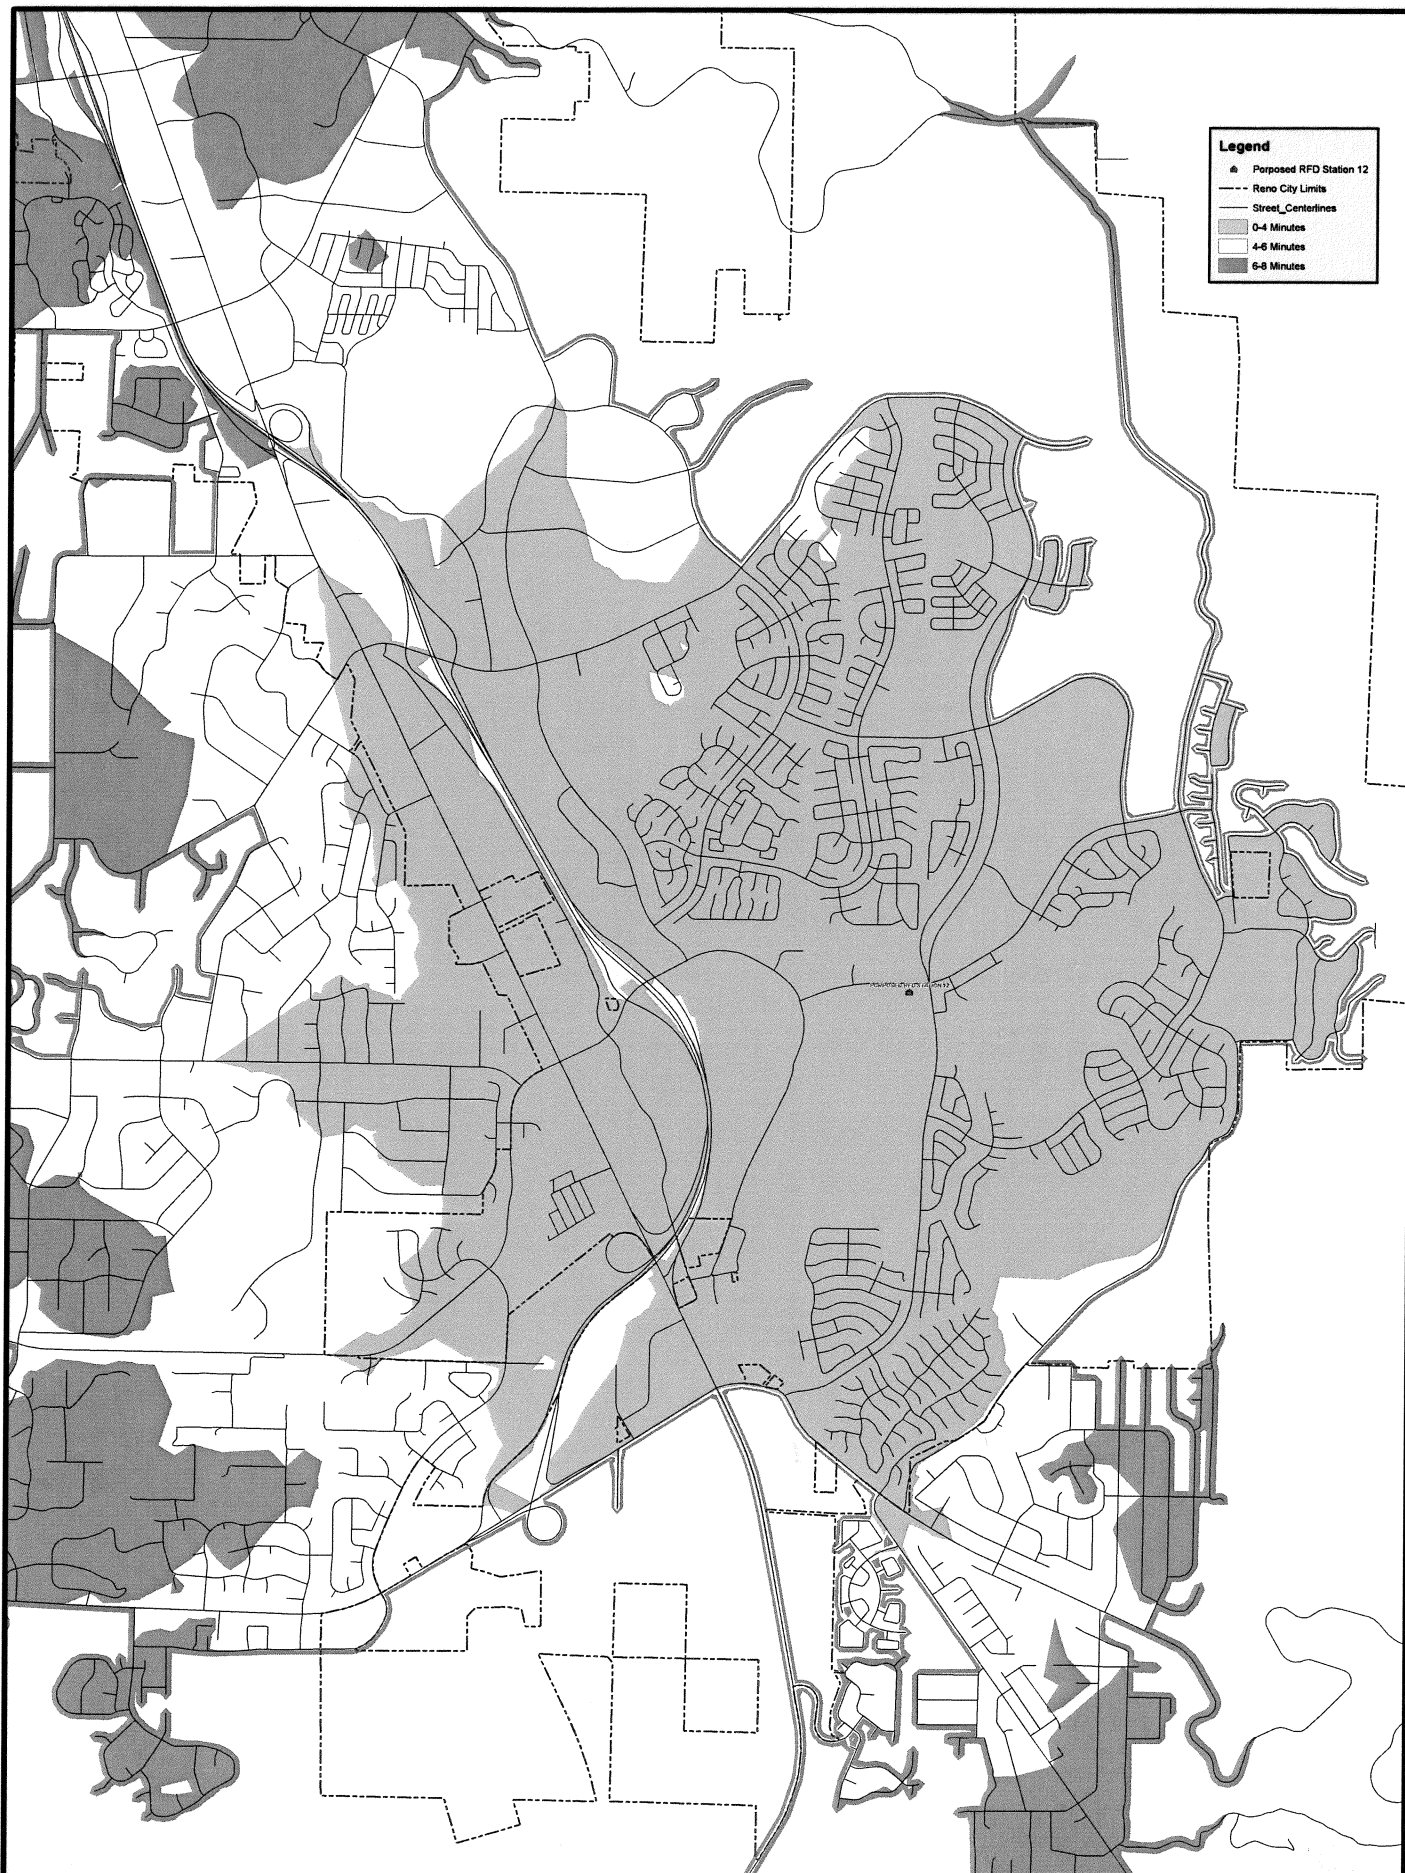 Legend
Porposed RFD Station 12
Reno City Limits
Street_Centerlines
0-4 Minutes
4-6 Minutes
6-8 Minutes